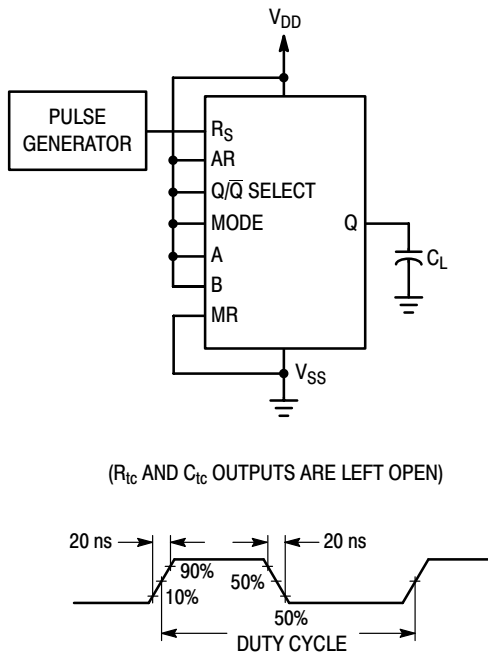 V_DD
PULSE
GENERATOR
R_S
AR
Q/Q̅ SELECT
MODE
A
B
MR
Q
C_L
V_SS
(R_tc AND C_tc OUTPUTS ARE LEFT OPEN)
20 ns
20 ns
90%
50%
10%
50%
DUTY CYCLE